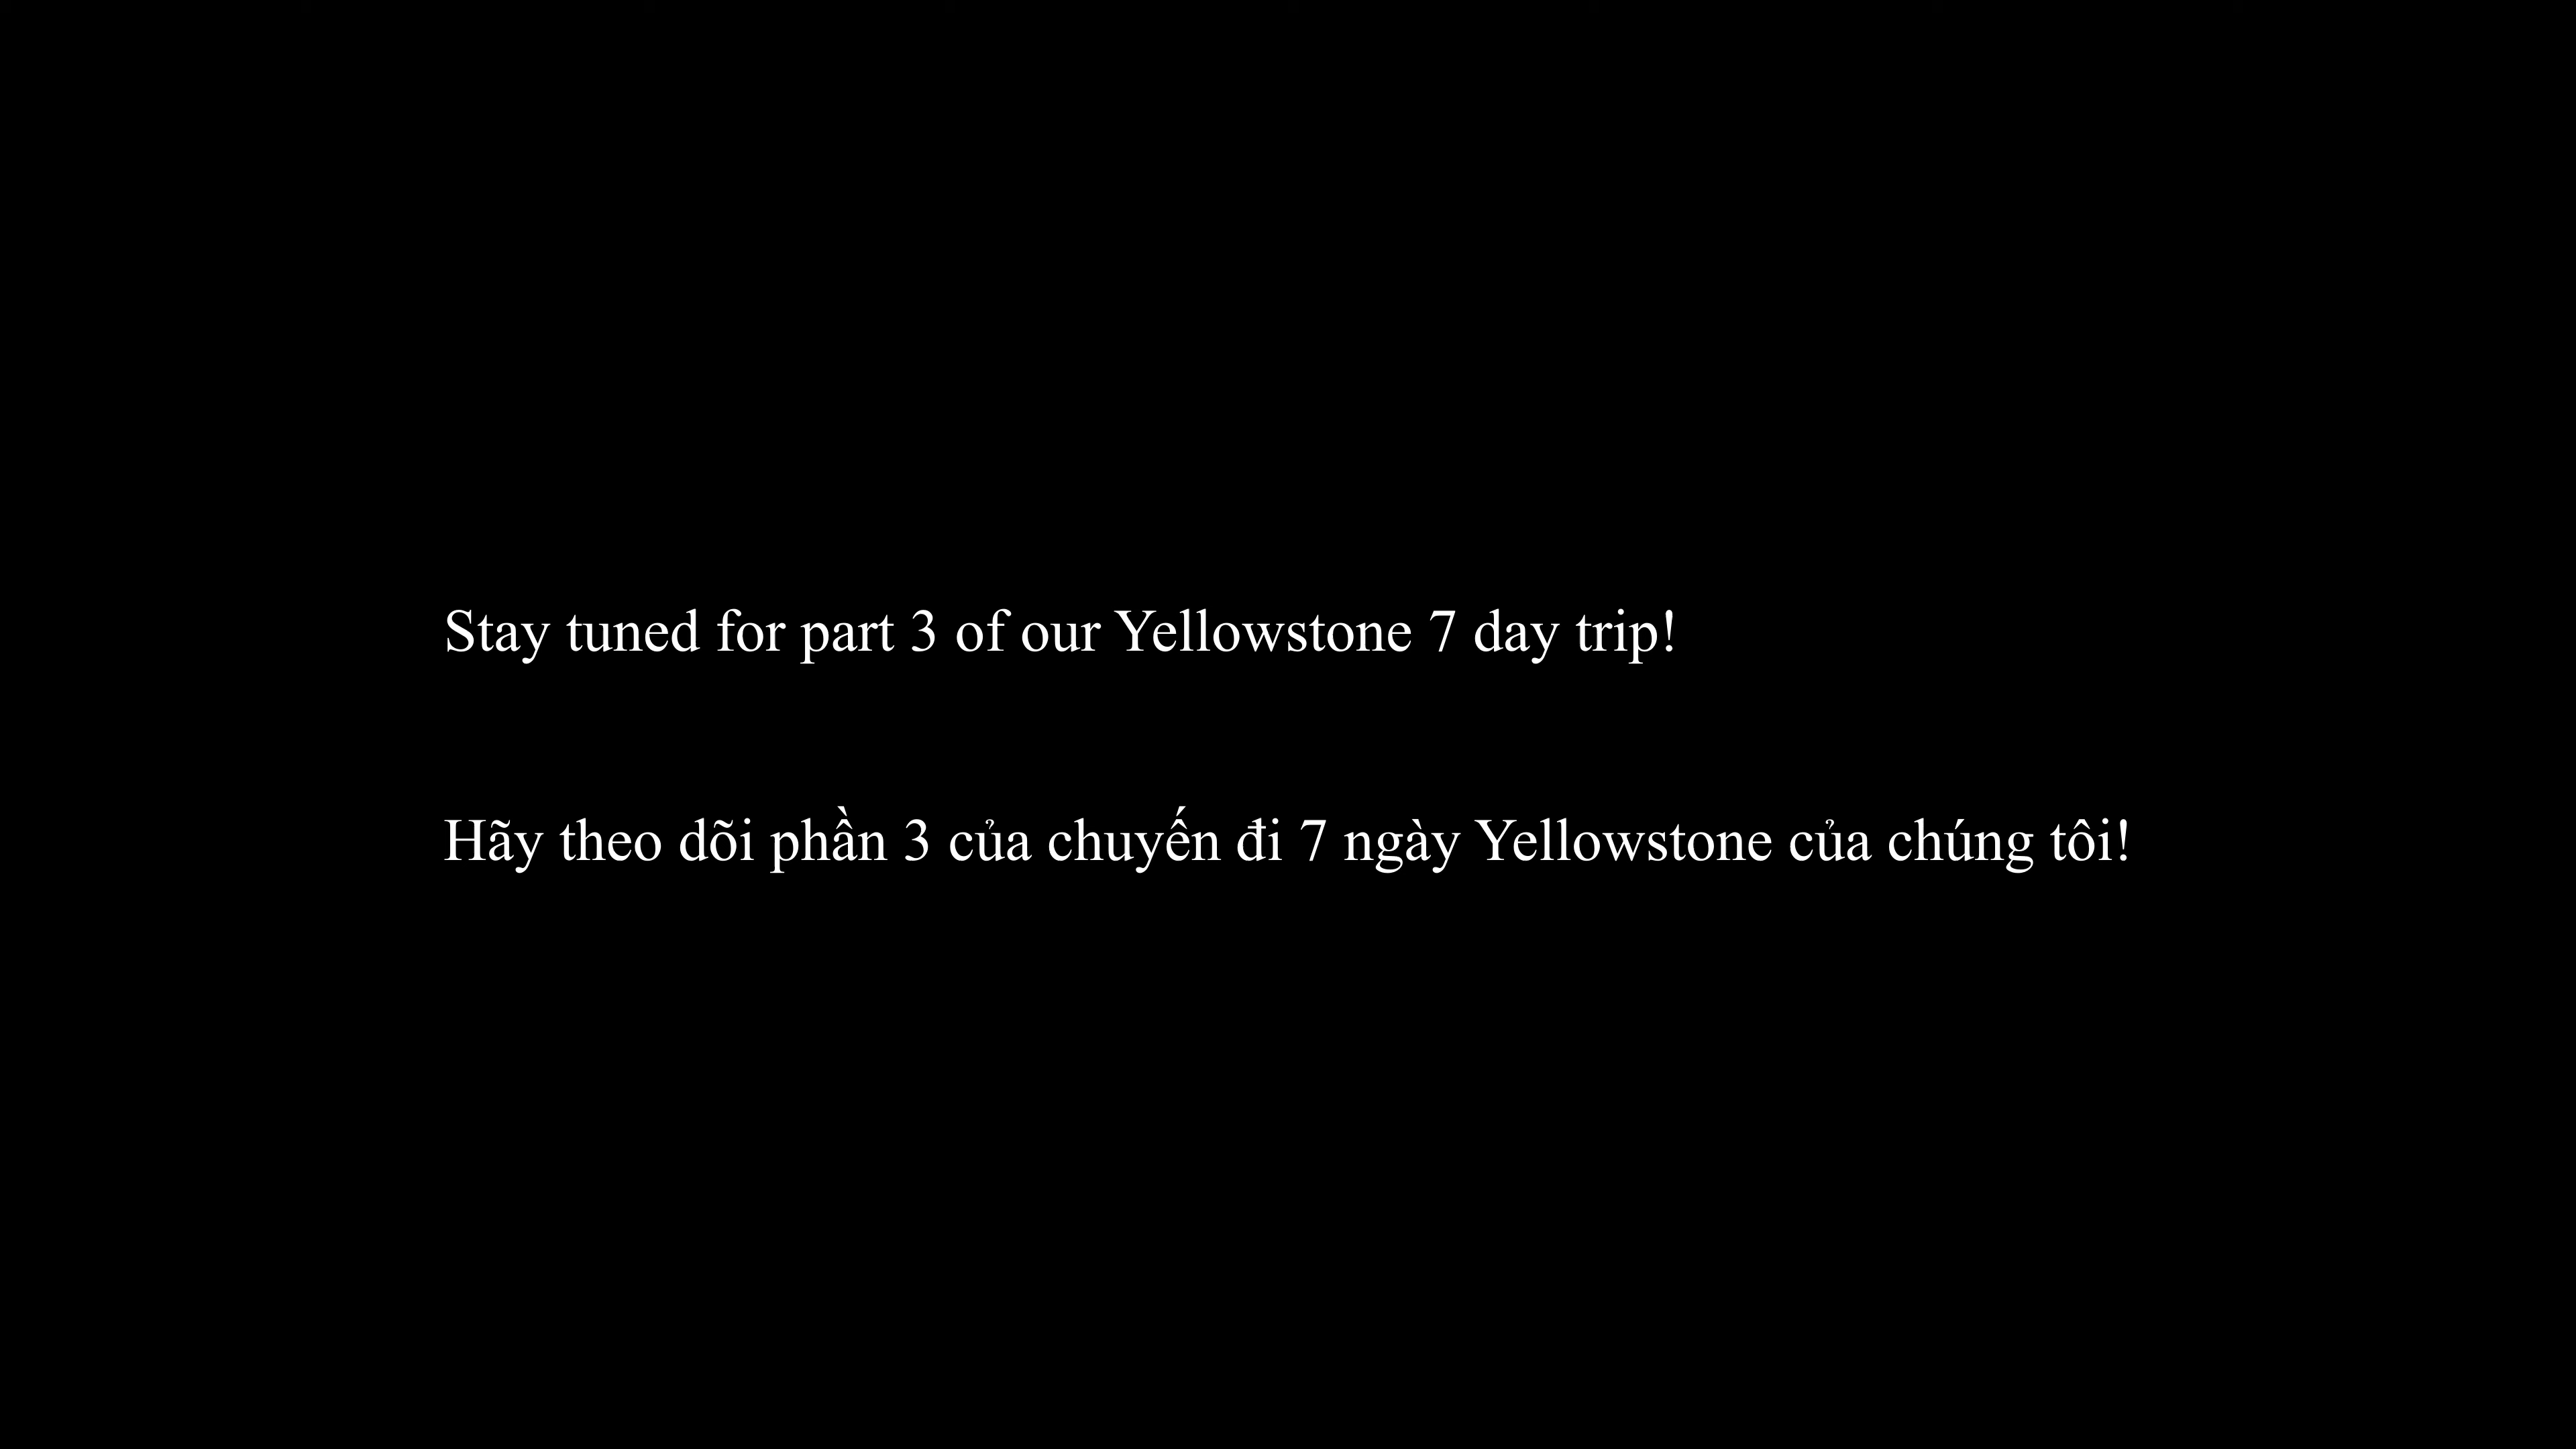 Stay tuned for part 3 of our Yellowstone 7 day trip!
Hãy theo dõi phần 3 của chuyến đi 7 ngày Yellowstone của chúng tôi!